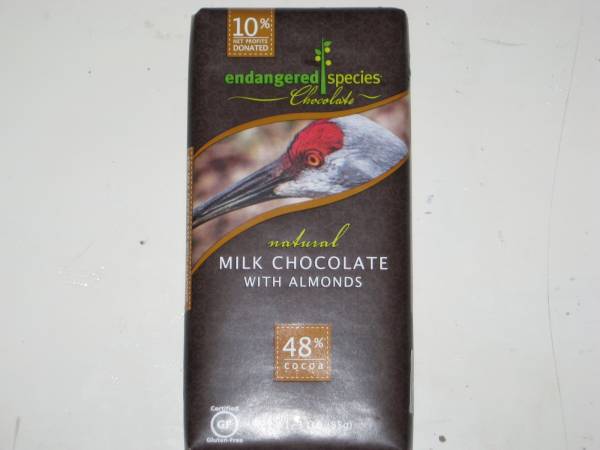 10%
NET PROFITS
DONATED
endangered species
Chocolate
natural
MILK CHOCOLATE
WITH ALMONDS
48%
cocoa
Certified
GF
Gluten-Free